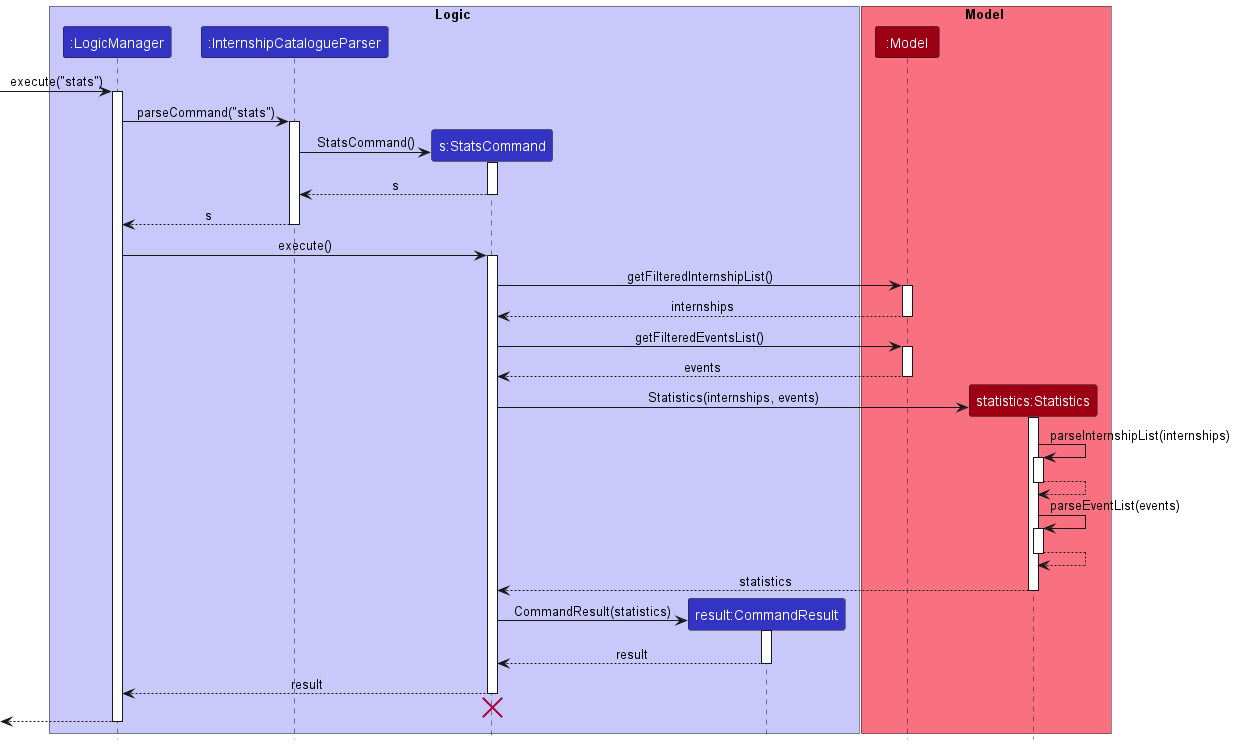 Logic
Model
:LogicManager
:InternshipCatalogueParser
:Model
execute("stats")
parseCommand("stats")
StatsCommand()
s:StatsCommand
s
s
execute()
getFilteredInternshipList()
internships
getFilteredEventsList()
events
Statistics(internships, events)
statistics:Statistics
parseInternshipList(internships)
parseEventList(events)
statistics
CommandResult(statistics)
result:CommandResult
result
result